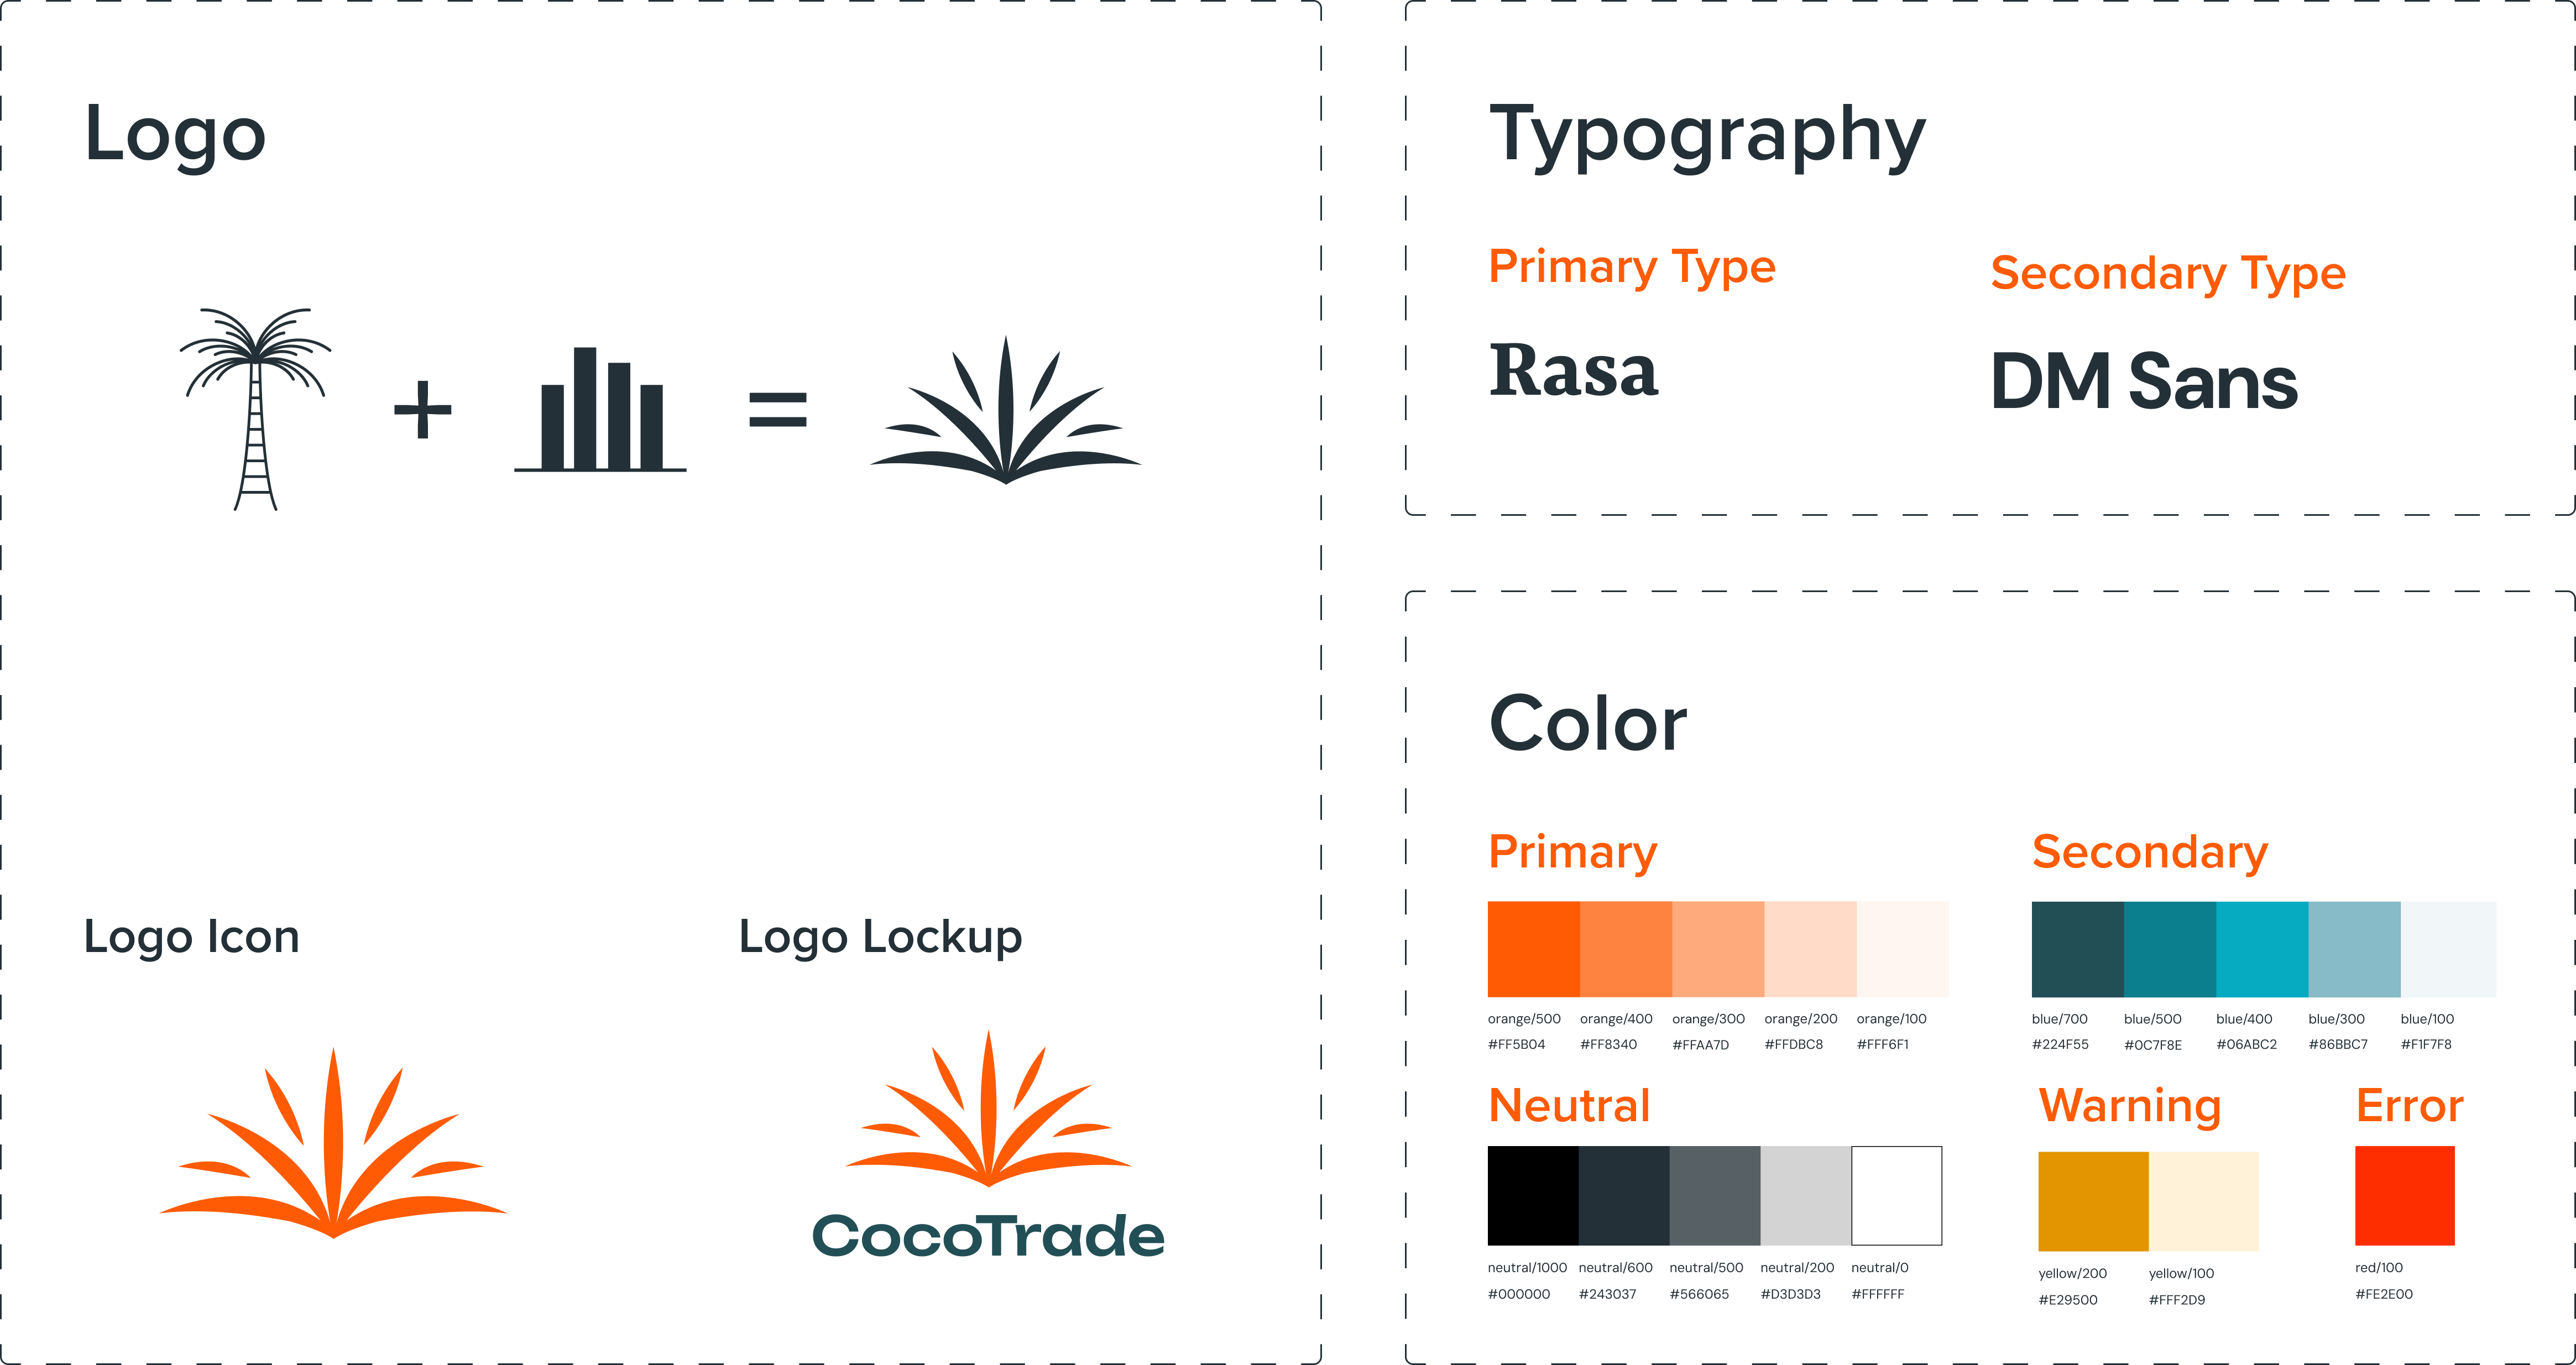 Logo
+
=
Logo Icon
Logo Lockup
CocoTrade
Typography
Primary Type
Secondary Type
Rasa
DM Sans
Color
Primary
Secondary
orange/500 orange/400 orange/300 orange/200 orange/100
#FF5B04 #FF8340 #FFAA7D #FFDBC8 #FFF6F1
blue/700 blue/500 blue/400 blue/300 blue/100
#224F55 #0C7F8E #06ABC2 #86BBC7 #F1F7F8
Neutral
Warning
Error
neutral/1000 neutral/600 neutral/500 neutral/200 neutral/0
#000000 #243037 #566065 #D3D3D3 #FFFFFF
yellow/200 yellow/100
#E29500 #FFF2D9
red/100
#FE2E00